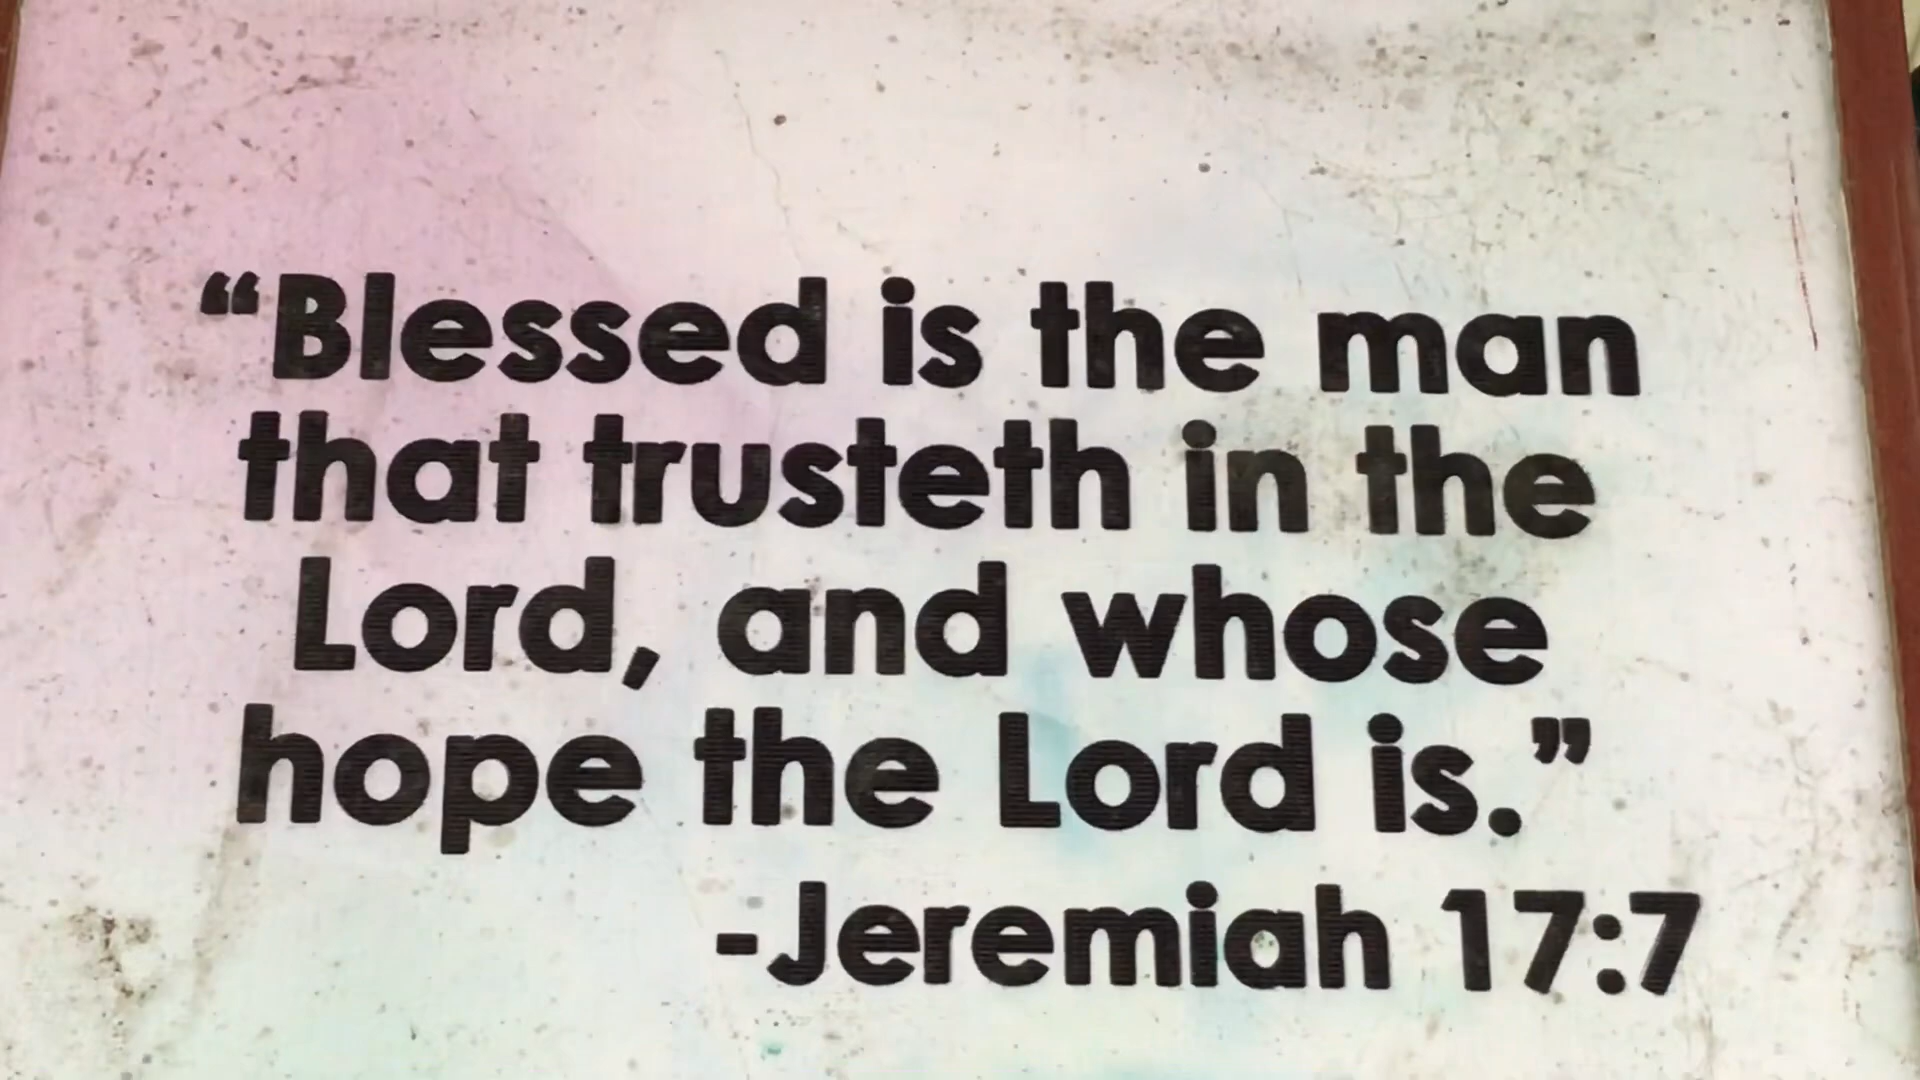 “Blessed is the man
that trusteth in the
Lord, and whose
hope the Lord is.”
-Jeremiah 17:7